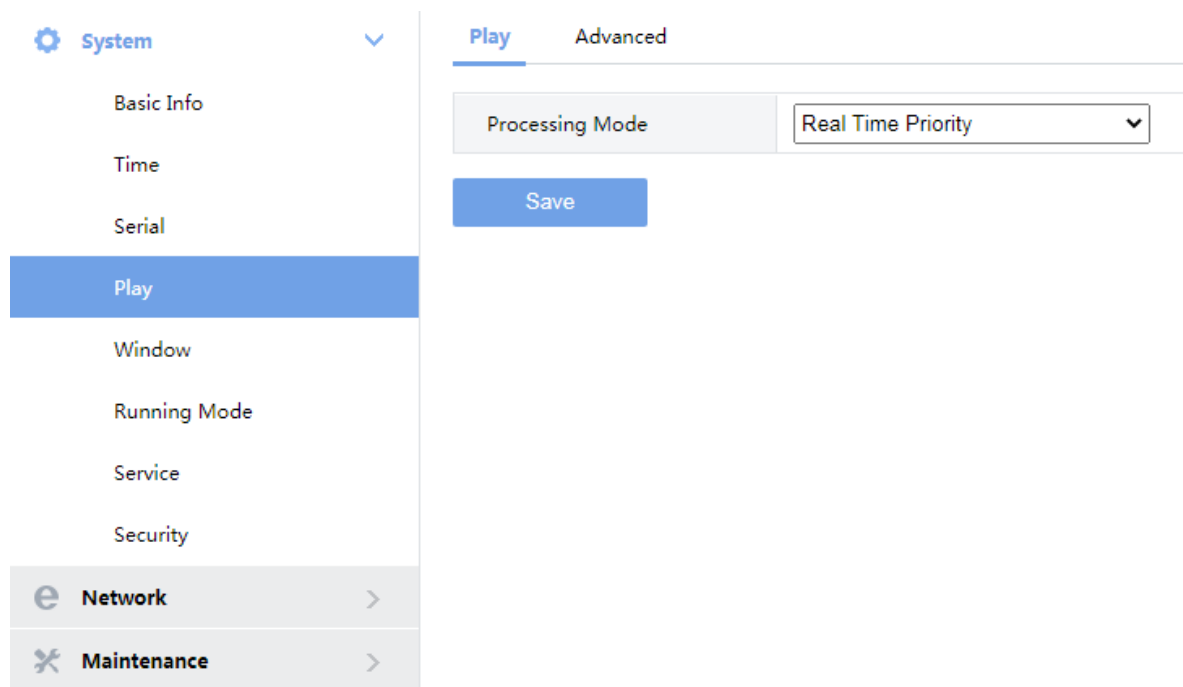 System
Basic Info
Time
Serial
Play
Window
Running Mode
Service
Security
Network
Maintenance
Play Advanced
Processing Mode Real Time Priority
Save